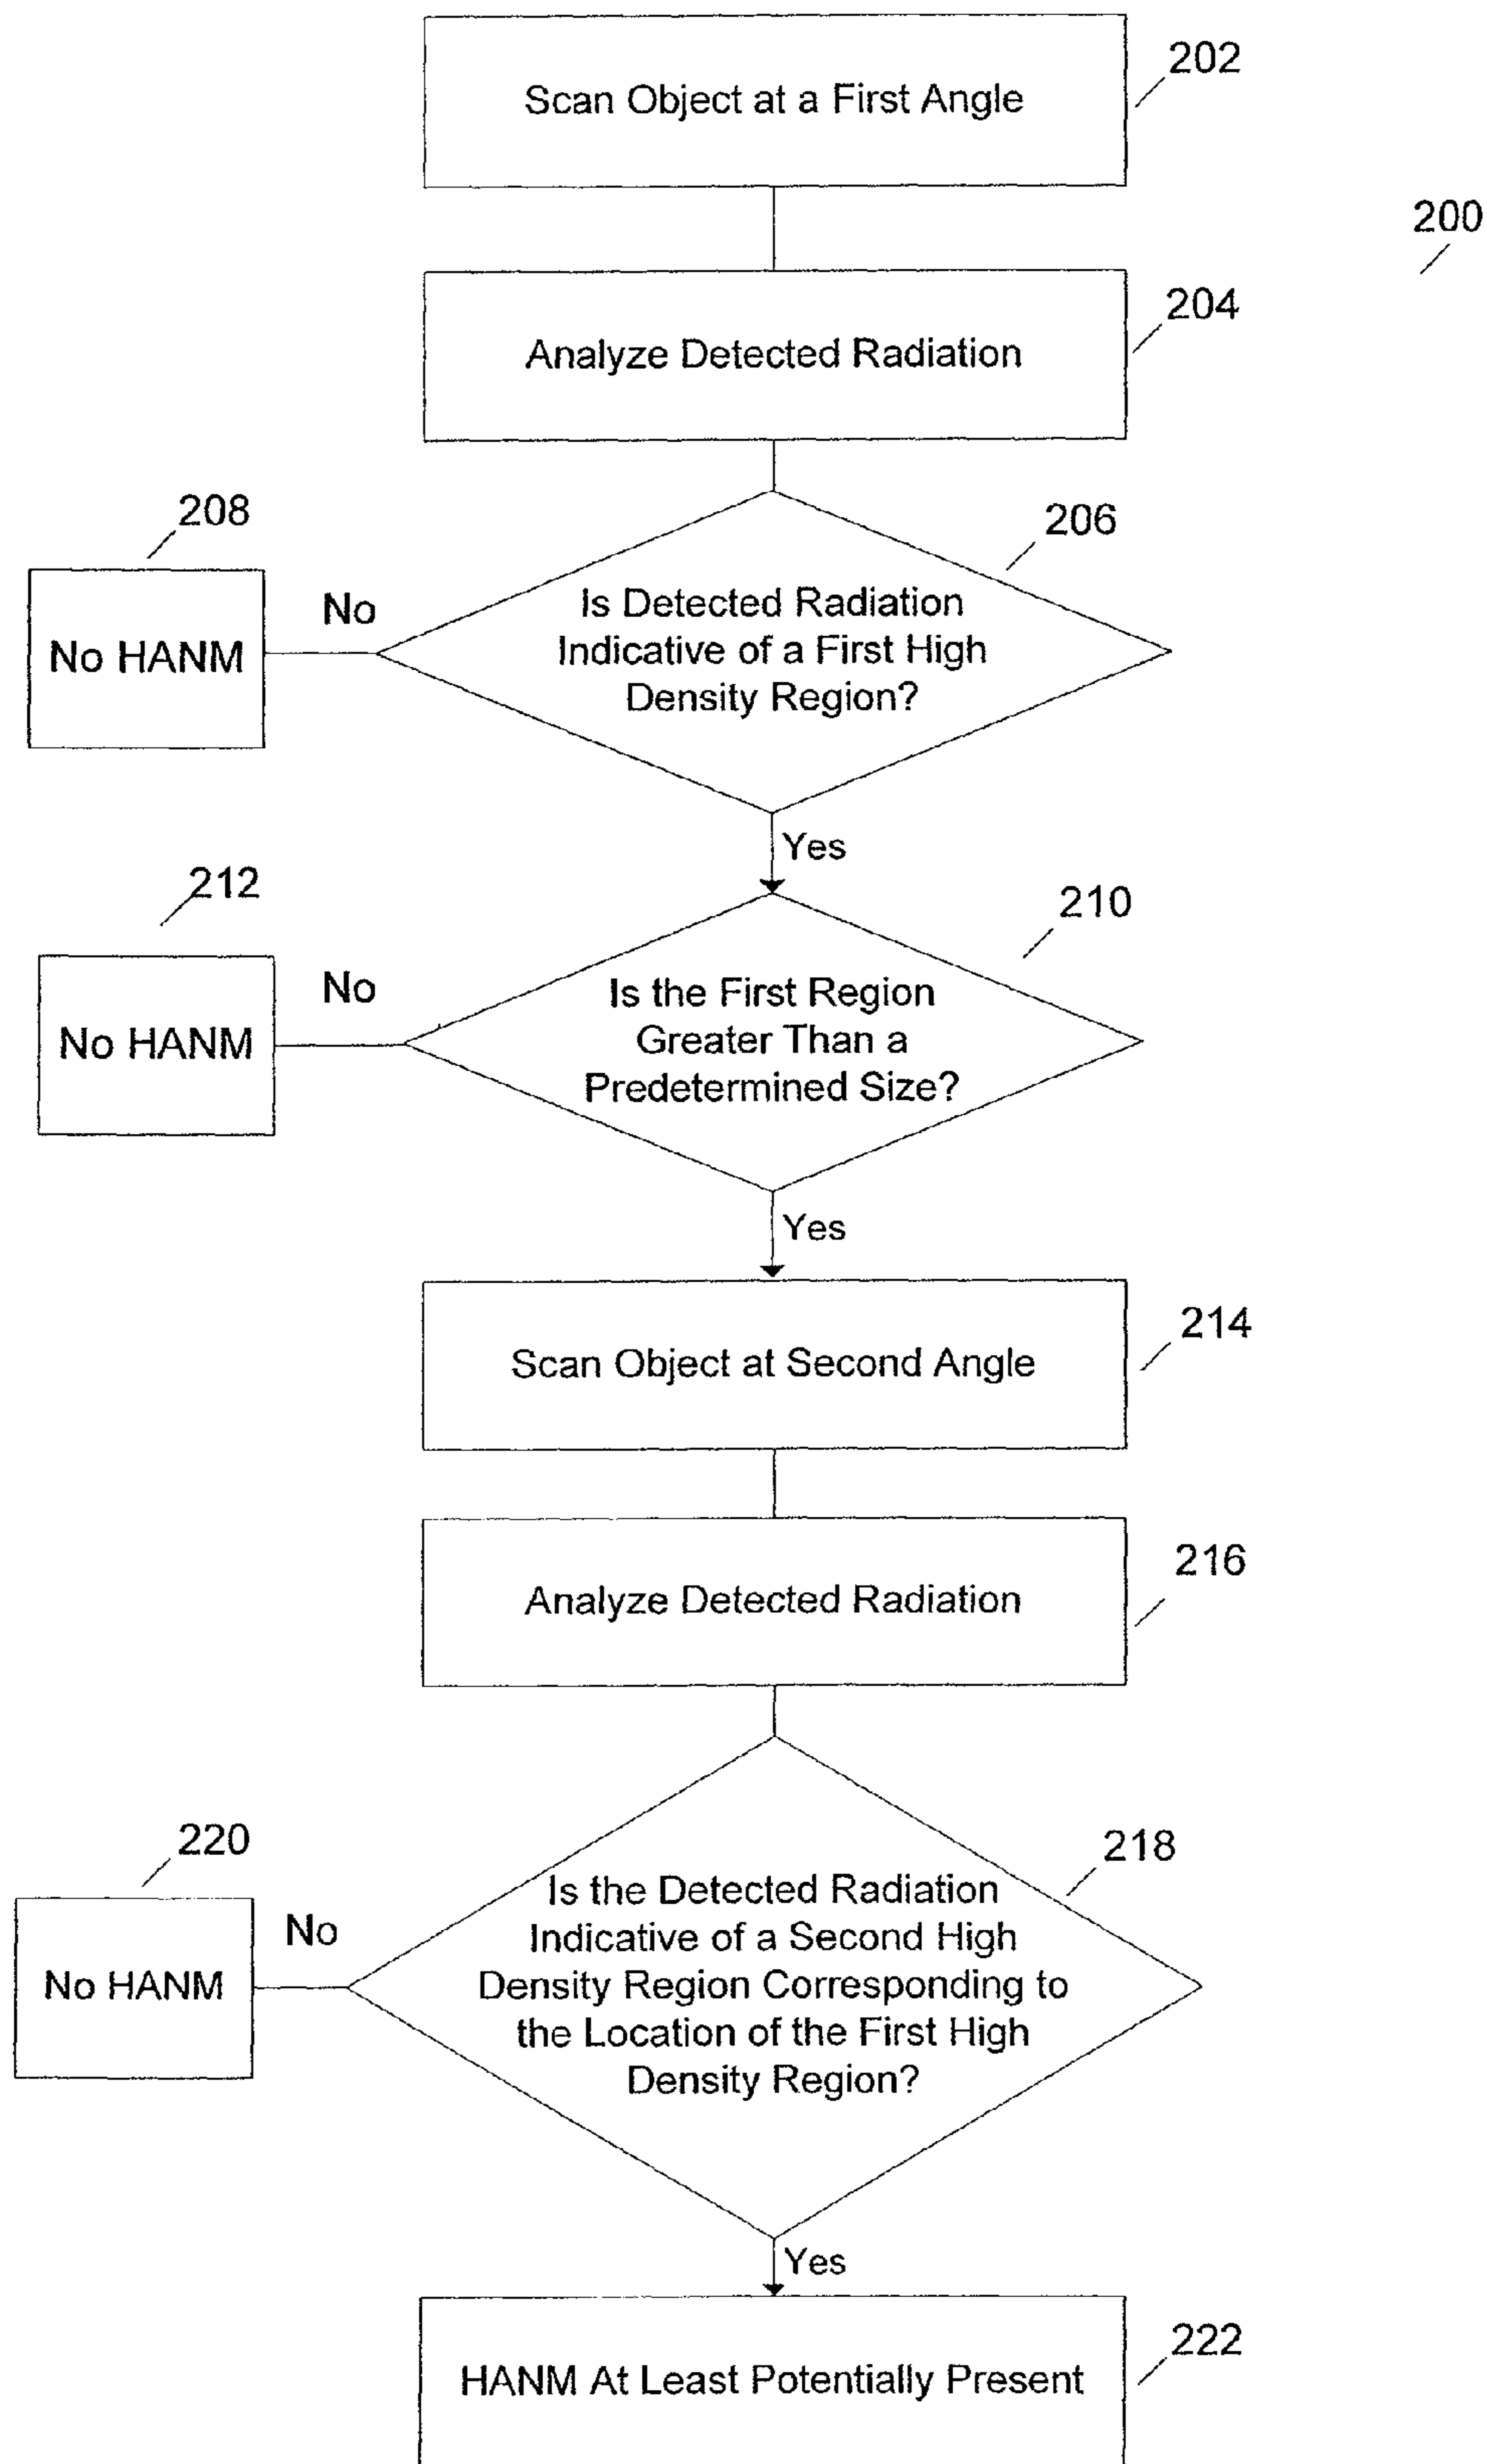 Scan Object at a First Angle
202
200
Analyze Detected Radiation
204
208
No HANM
No
206
Is Detected Radiation
Indicative of a First High
Density Region?
Yes
212
No HANM
No
210
Is the First Region
Greater Than a
Predetermined Size?
Yes
Scan Object at Second Angle
214
Analyze Detected Radiation
216
220
No HANM
No
218
Is the Detected Radiation
Indicative of a Second High
Density Region Corresponding to
the Location of the First High
Density Region?
Yes
HANM At Least Potentially Present
222